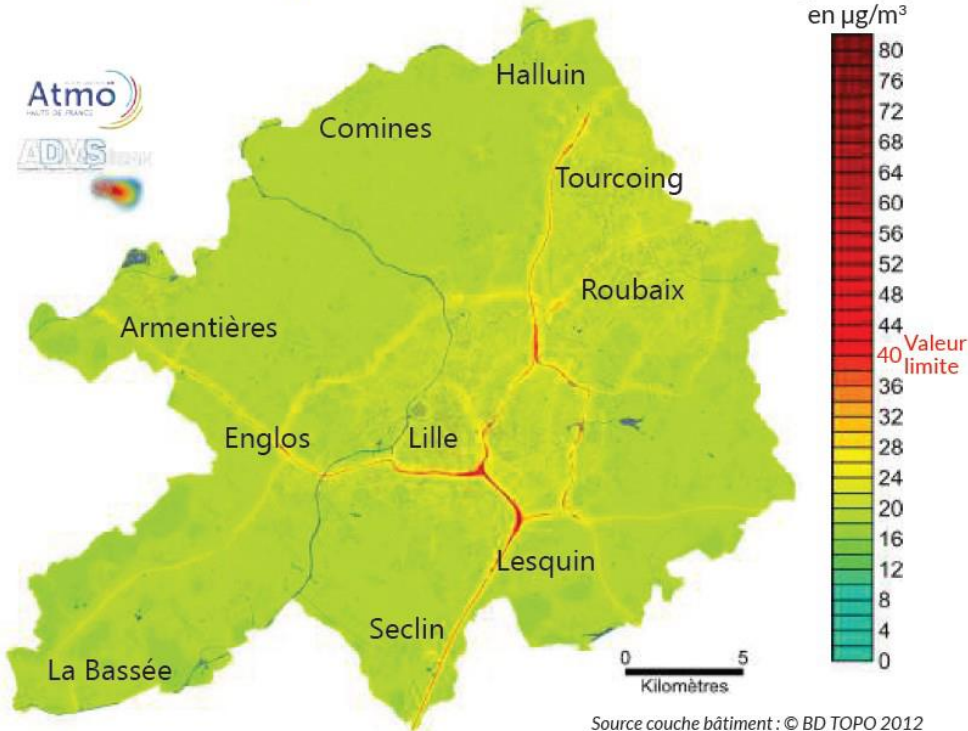 en µg/m³
Atmo
HAUTS DE FRANCE
ADMS
Halluin
Comines
Tourcoing
Roubaix
Armentières
Englos
Lille
Lesquin
Seclin
La Bassée
80
76
72
68
64
60
56
52
48
44
40 Valeur
limite
36
32
28
24
20
16
12
8
4
0
0 5
Kilomètres
Source couche bâtiment : © BD TOPO 2012